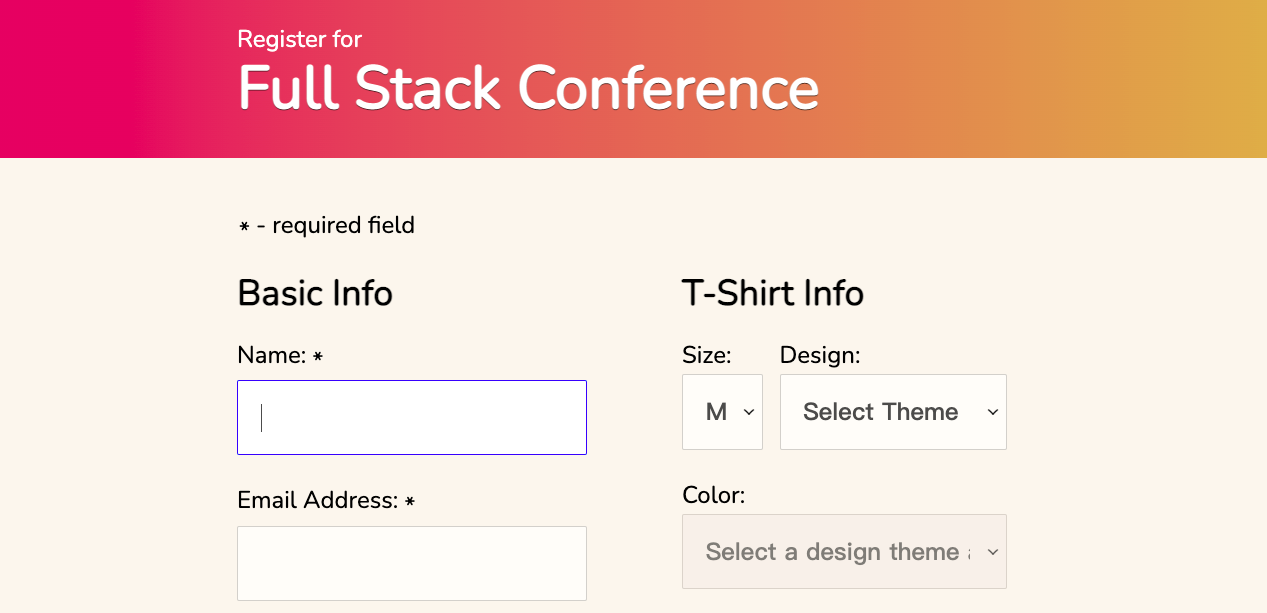 Register for
Full Stack Conference
* - required field
Basic Info
Name: *
Email Address: *
T-Shirt Info
Size:
Design:
M
Select Theme
Color:
Select a design theme